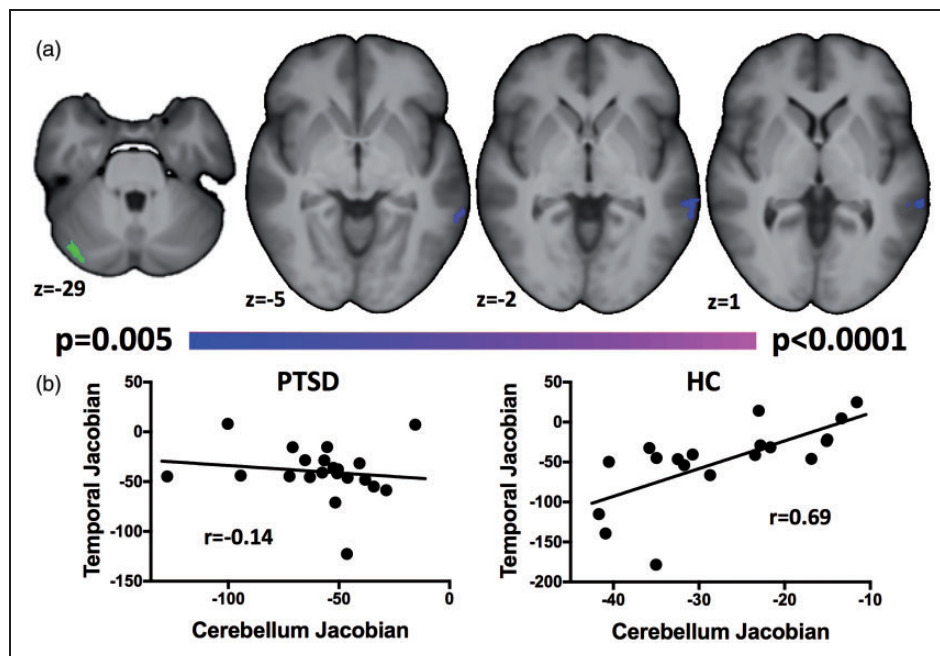 (a)
z=-29
z=-5
z=-2
z=1
p=0.005
p<0.0001
(b)
PTSD
Temporal Jacobian
50
0
-50
-100
-150
r=-0.14
-100
-50
0
Cerebellum Jacobian
HC
Temporal Jacobian
50
0
-50
-100
-150
-200
r=0.69
-40
-30
-20
-10
Cerebellum Jacobian